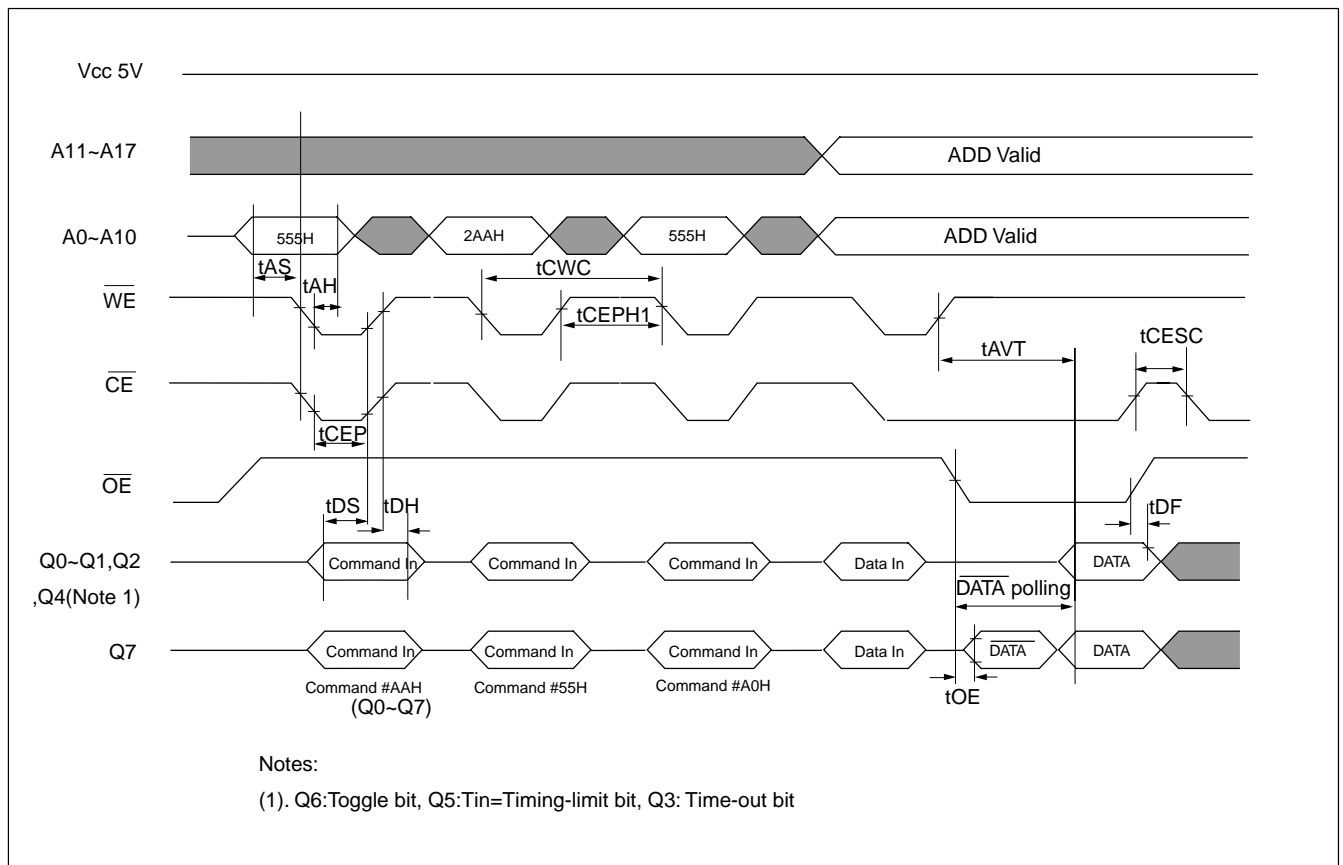 Vcc 5V
A11~A17
ADD Valid
A0~A10
555H
2AAH
555H
ADD Valid
tAS
tAH
tCWC
WE
tCEPH1
tAVT
tCESC
CE
tCEP
OE
tDS
tDH
tDF
Q0~Q1,Q2
,Q4(Note 1)
Command In
Command In
Command In
Data In
DATA
DATA polling
Q7
Command In
Command In
Command In
Data In
DATA
DATA
Command #AAH
(Q0~Q7)
Command #55H
Command #A0H
tOE
Notes:
(1). Q6:Toggle bit, Q5:Tin=Timing-limit bit, Q3: Time-out bit